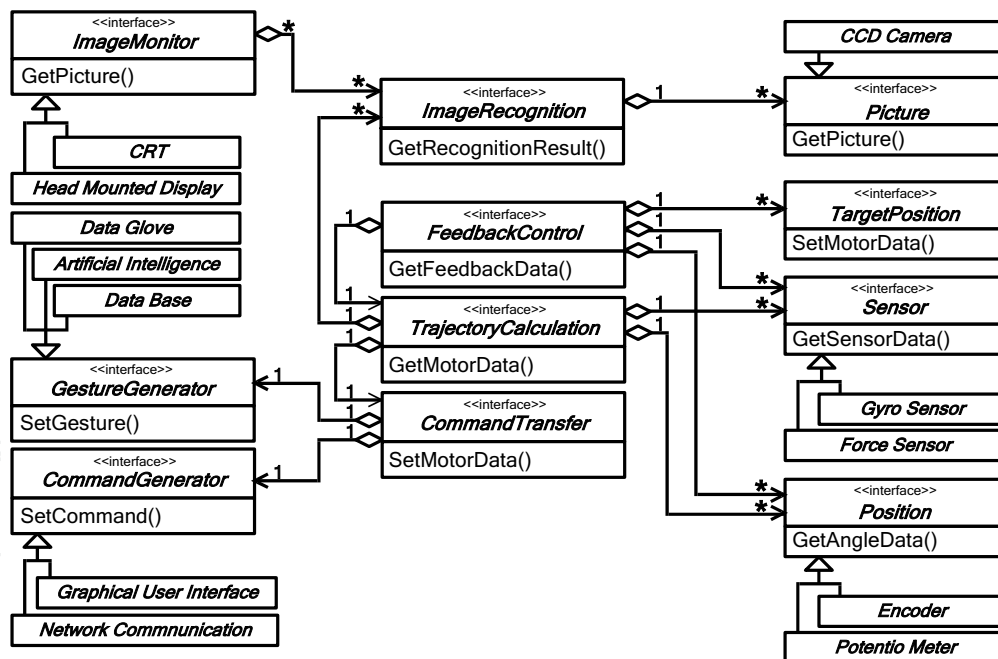 <<interface>>
ImageMonitor
GetPicture()
CRT
Head Mounted Display
Data Glove
Artificial Intelligence
Data Base
<<interface>>
GestureGenerator
SetGesture()
<<interface>>
CommandGenerator
SetCommand()
Graphical User Interface
Network Commnunication
*
*
*
<<interface>>
ImageRecognition
GetRecognitionResult()
1
*
1
<<interface>>
FeedbackControl
GetFeedbackData()
1
*
1
1
1
1
<<interface>>
TrajectoryCalculation
GetMotorData()
1
*
1
1
1
<<interface>>
CommandTransfer
SetMotorData()
1
1
1
1
*
*
*
CCD Camera
<<interface>>
Picture
GetPicture()
<<interface>>
TargetPosition
SetMotorData()
<<interface>>
Sensor
GetSensorData()
Gyro Sensor
Force Sensor
<<interface>>
Position
GetAngleData()
Encoder
Potentio Meter